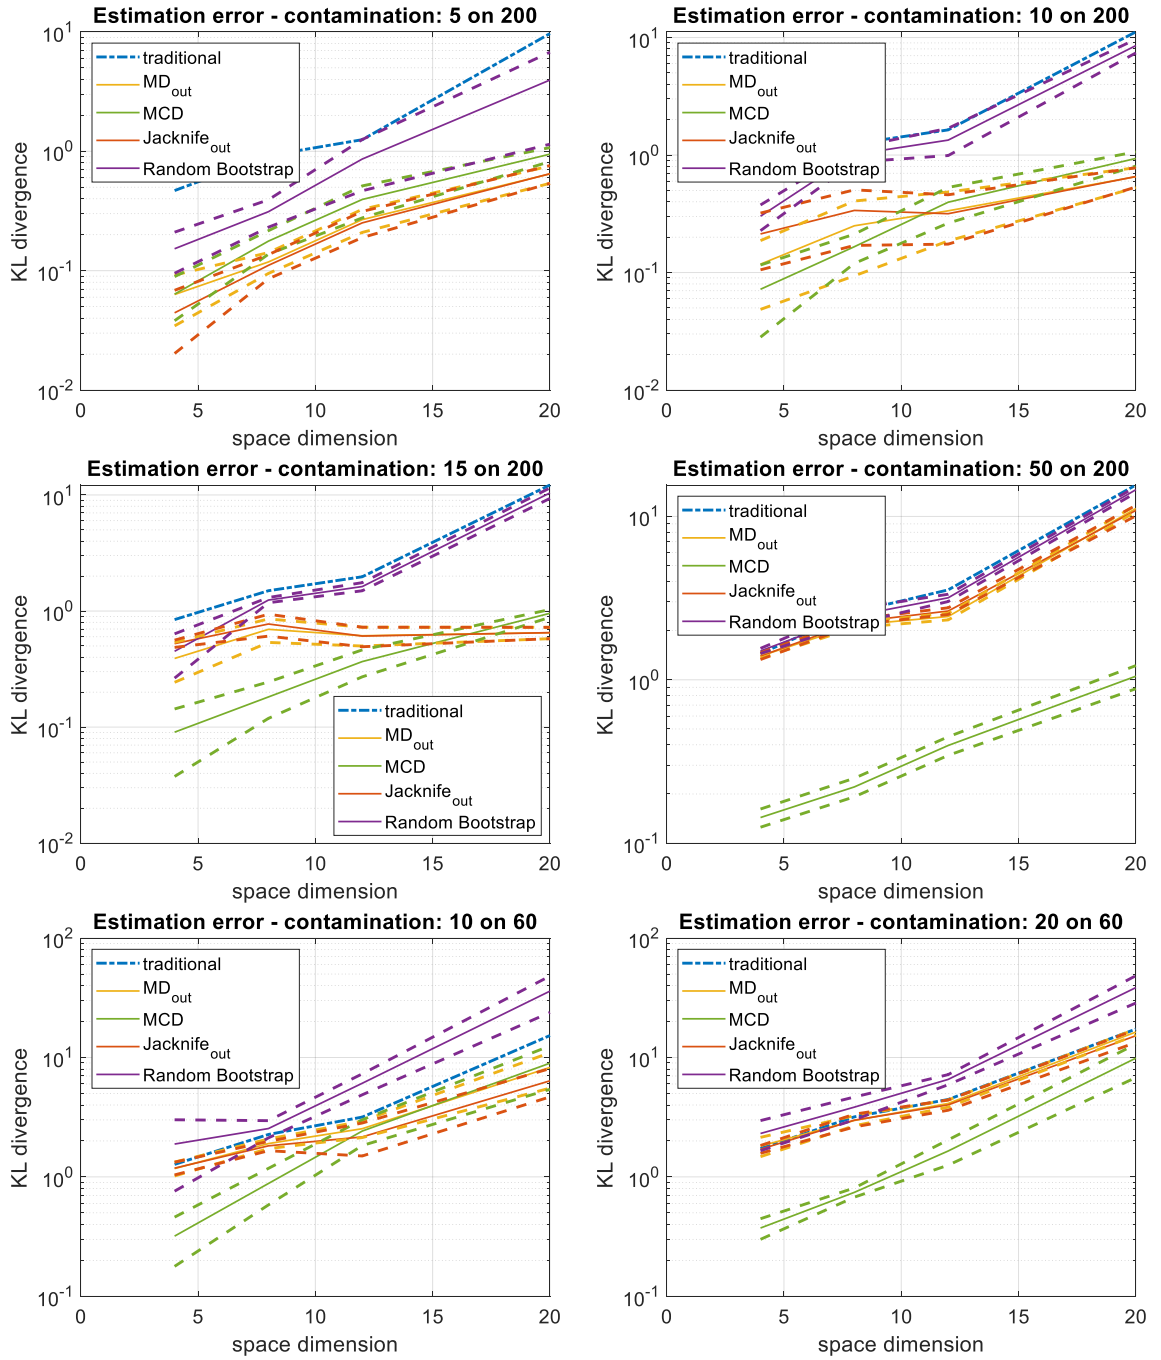 Estimation error - contamination: 5 on 200
10^1
10^0
10^-1
10^-2
KL divergence
0 5 10 15 20
space dimension
traditional
MD_out
MCD
Jacknife_out
Random Bootstrap
Estimation error - contamination: 10 on 200
10^1
10^0
10^-1
10^-2
KL divergence
0 5 10 15 20
space dimension
traditional
MD_out
MCD
Jacknife_out
Random Bootstrap
Estimation error - contamination: 15 on 200
10^1
10^0
10^-1
10^-2
KL divergence
0 5 10 15 20
space dimension
traditional
MD_out
MCD
Jacknife_out
Random Bootstrap
Estimation error - contamination: 50 on 200
10^1
10^0
10^-1
KL divergence
0 5 10 15 20
space dimension
traditional
MD_out
MCD
Jacknife_out
Random Bootstrap
Estimation error - contamination: 10 on 60
10^2
10^1
10^0
10^-1
KL divergence
0 5 10 15 20
space dimension
traditional
MD_out
MCD
Jacknife_out
Random Bootstrap
Estimation error - contamination: 20 on 60
10^2
10^1
10^0
10^-1
KL divergence
0 5 10 15 20
space dimension
traditional
MD_out
MCD
Jacknife_out
Random Bootstrap